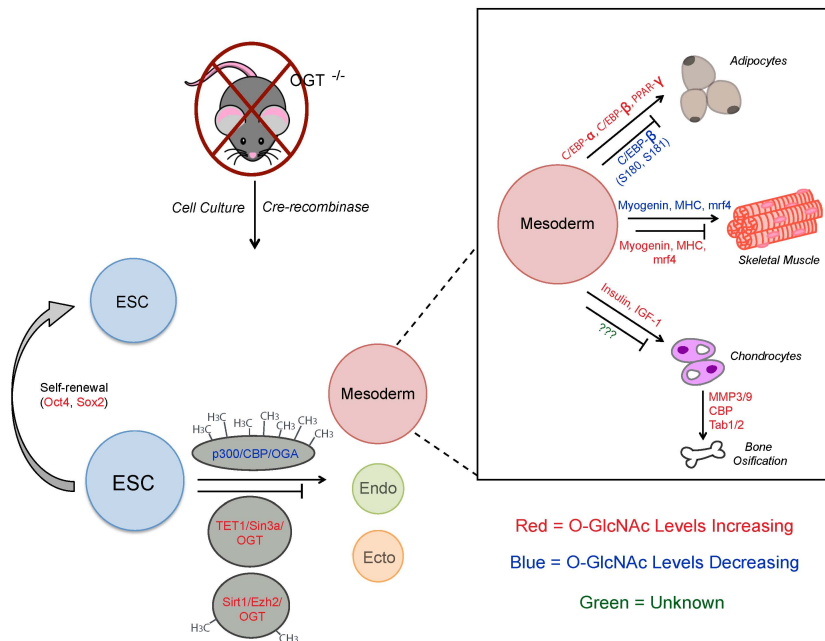 OGT -/-
Cell Culture
Cre-recombinase
ESC
Self-renewal
(Oct4, Sox2)
ESC
H3C
H3C
H3C
CH3
CH3
CH3
CH3
CH3
p300/CBP/OGA
TET1/Sin3a/
OGT
Sirt1/Ezh2/
OGT
H3C
CH3
Mesoderm
Endo
Ecto
Mesoderm
C/EBP-α, C/EBP-β, PPAR-γ
C/EBP-β
(S180, S181)
Adipocytes
Myogenin, MHC, mrf4
Myogenin, MHC,
mrf4
Skeletal Muscle
Insulin, IGF-1
???
Chondrocytes
MMP3/9
CBP
Tab1/2
Bone
Osification
Red = O-GlcNAc Levels Increasing
Blue = O-GlcNAc Levels Decreasing
Green = Unknown